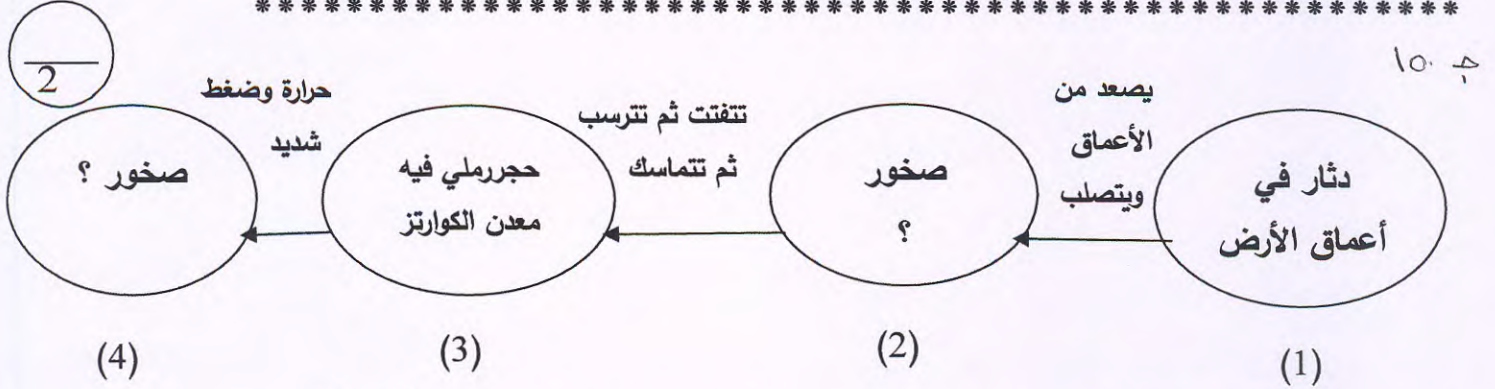 ************************************************
ج ١٥.
2
دثار في
أعماق الأرض
يصعد من
الأعماق
ويتصلب
صخور
؟
تتفتت ثم تترسب
ثم تتماسك
حجررملي فيه
معدن الكوارتز
حرارة وضغط
شديد
صخور ؟
(1)
(2)
(3)
(4)